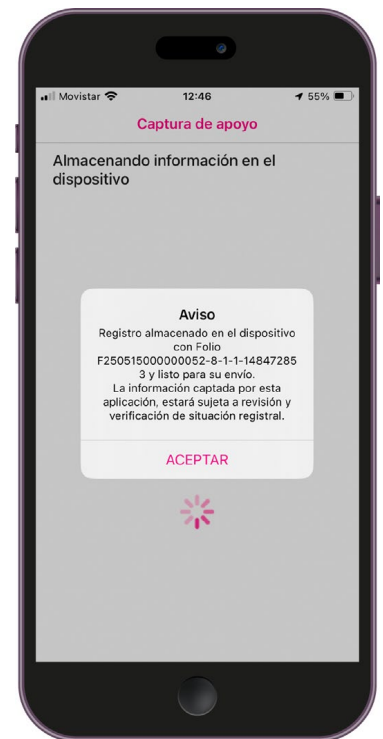 Movistar 12:46 55%
Captura de apoyo
Almacenando información en el
dispositivo
Aviso
Registro almacenado en el dispositivo
con Folio
F250515000000052-8-1-1-14847285
3 y listo para su envío.
La información captada por esta
aplicación, estará sujeta a revisión y
verificación de situación registral.
ACEPTAR